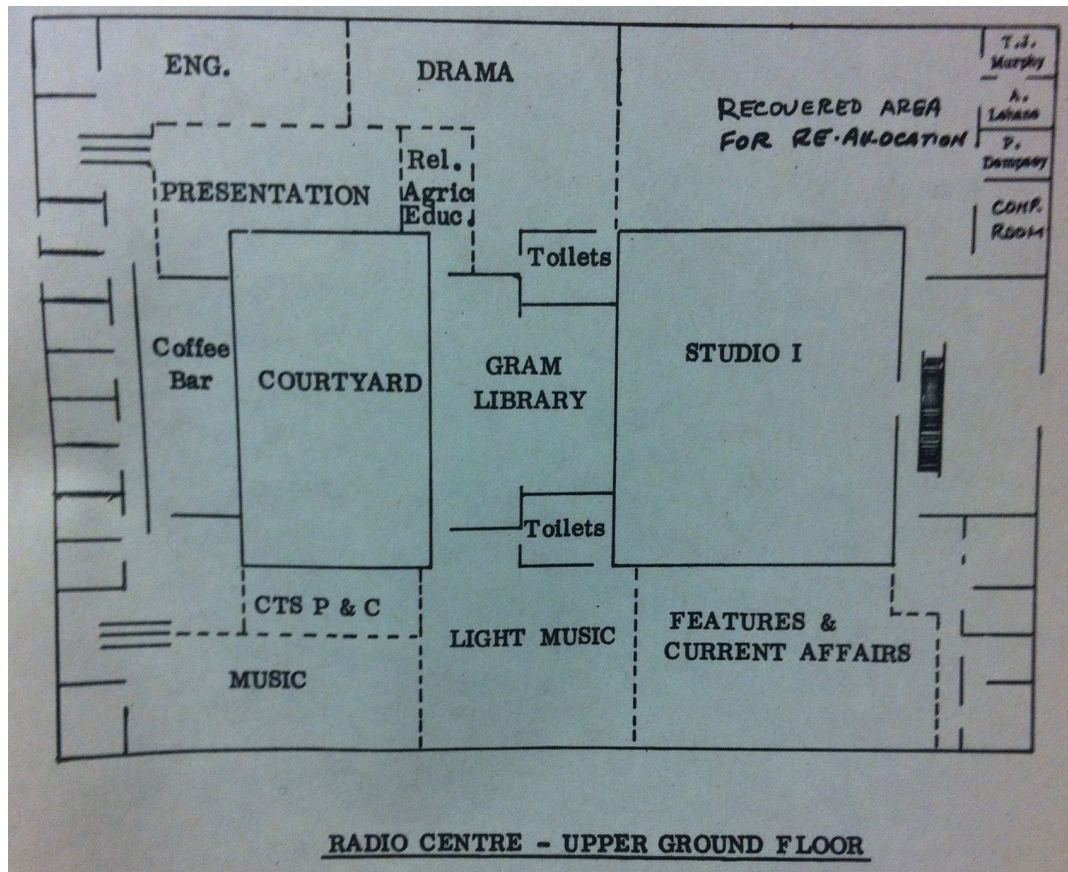 ENG.
DRAMA
T.J.
Murphy
RECOVERED AREA
FOR RE-ALLOCATION
A.
P.
Dempsey
Rel.
Agric
Educ.
PRESENTATION
COMP.
ROOM
Toilets
Coffee
Bar
COURTYARD
GRAM
LIBRARY
STUDIO I
Toilets
CTS P & C
LIGHT MUSIC
FEATURES &
CURRENT AFFAIRS
MUSIC
RADIO CENTRE - UPPER GROUND FLOOR